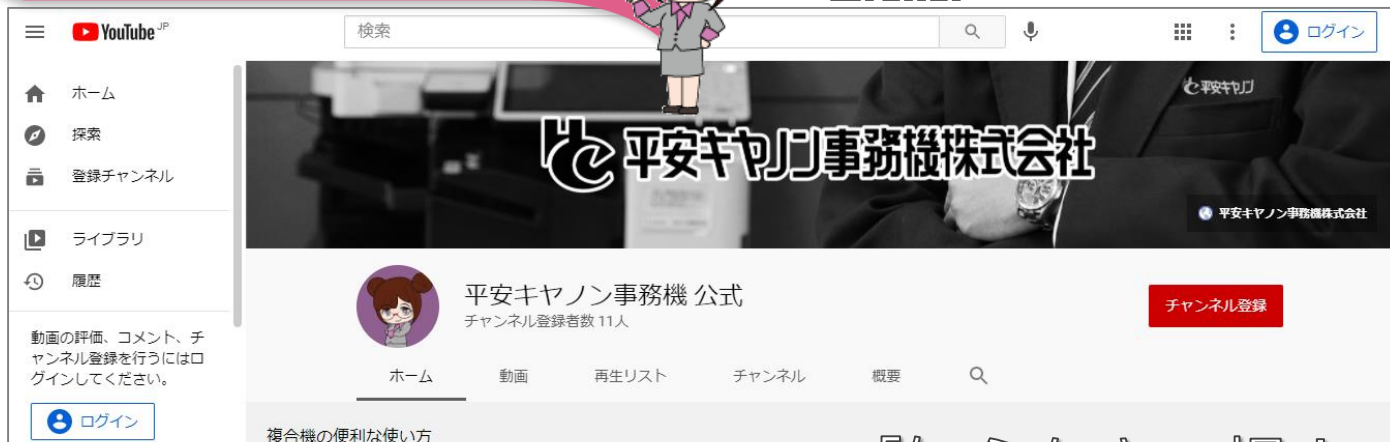 YouTube JP
検索
ログイン
ホーム
探索
登録チャンネル
ライブラリ
履歴
動画の評価、コメント、チ
ャンネル登録を行うにはロ
グインしてください。
ログイン
平安キヤノン
平安キヤノン事務機株式会社
平安キヤノン事務機株式会社
平安キヤノン事務機 公式
チャンネル登録者数 11人
チャンネル登録
ホーム
動画
再生リスト
チャンネル
概要
複合機の便利な使い方